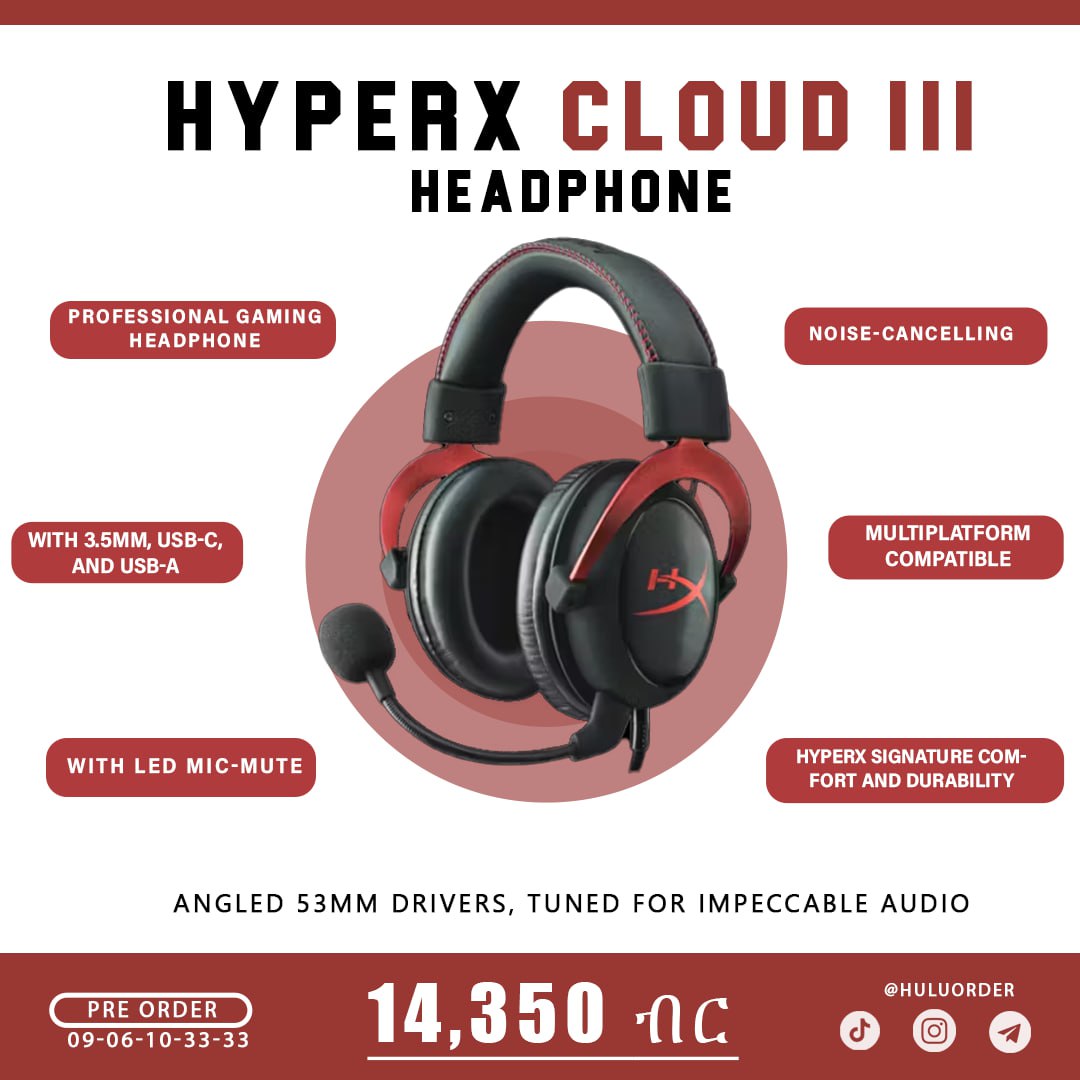 HYPERX CLOUD III
HEADPHONE
PROFESSIONAL GAMING
HEADPHONE
NOISE-CANCELLING
WITH 3.5MM, USB-C,
AND USB-A
MULTIPLATFORM
COMPATIBLE
HX
WITH LED MIC-MUTE
HYPERX SIGNATURE COM-
FORT AND DURABILITY
ANGLED 53MM DRIVERS, TUNED FOR IMPECCABLE AUDIO
PRE ORDER
09-06-10-33-33
14,350 ብር
@HULUORDER